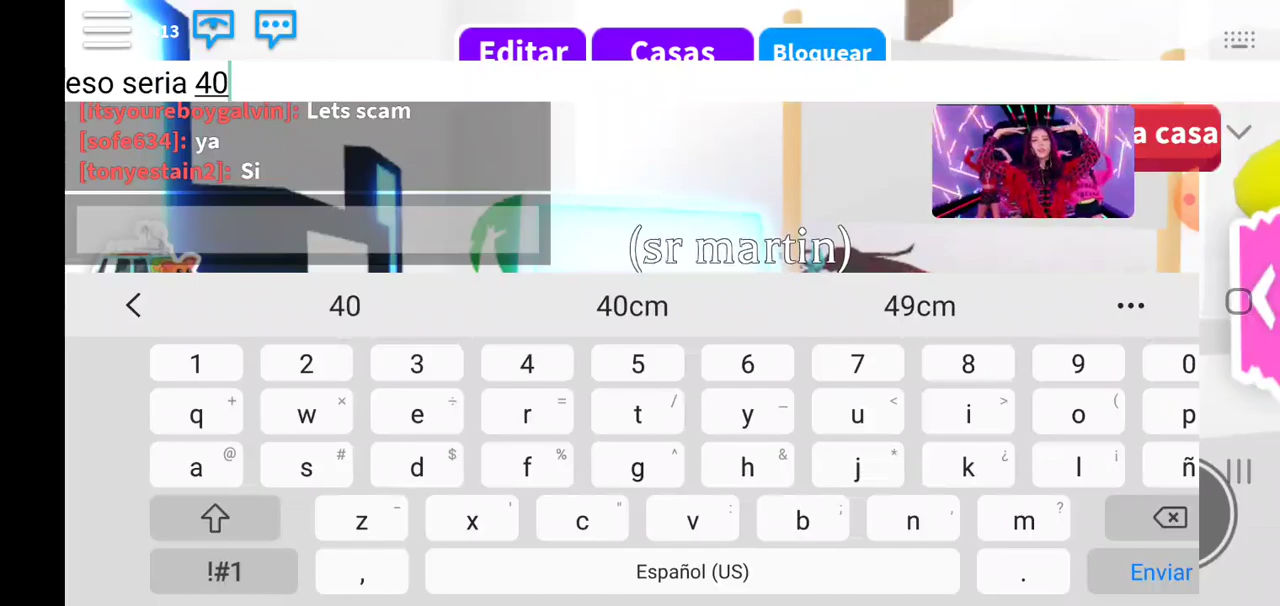 13
Editar Casas Bloquear
eso seria 40
[itsyoureboygalvin]: Lets scam
[sofe634]: ya
[tonyestain2]: Si
a casa
(sr martin)
40 40cm 49cm •••
1 2 3 4 5 6 7 8 9 0
q + w × e ÷ r = t / y _ u < i > o ( p
a @ s # d $ f % g ^ h & j * k ¿ l ¡ ñ
z - x ' c " v : b ; n , m ?
!#1 , Español (US) . Enviar